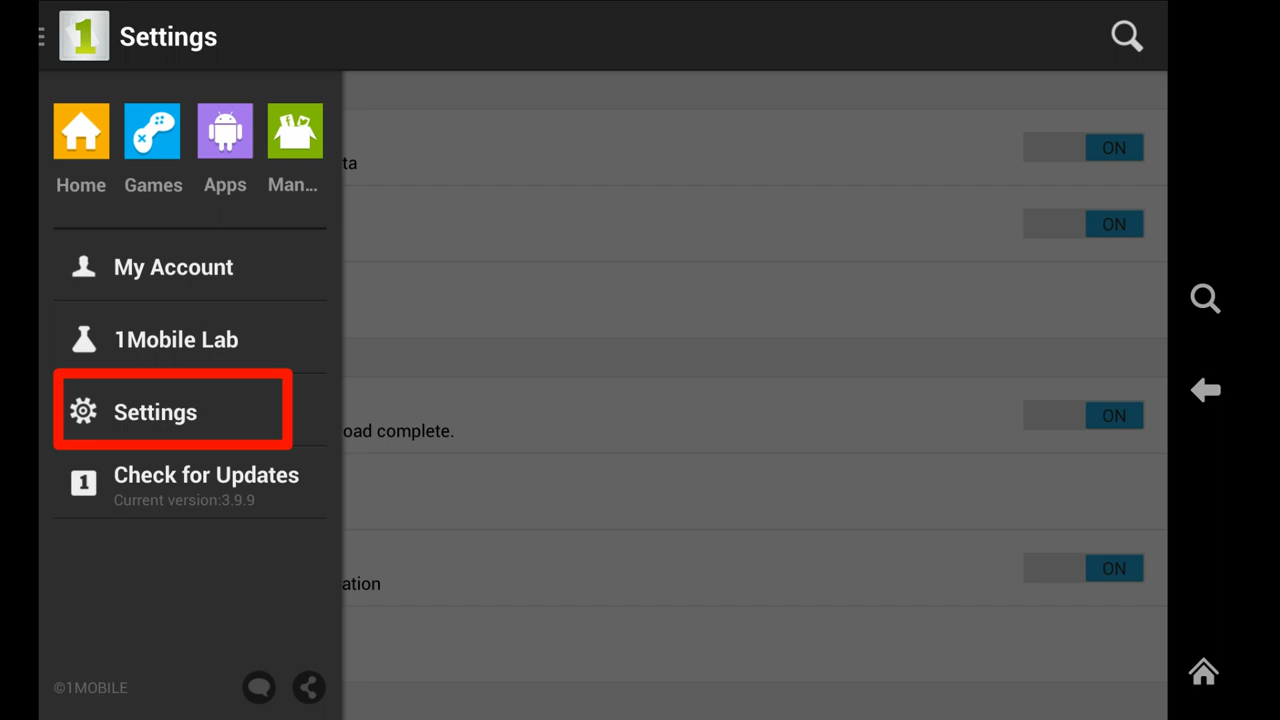 1 Settings
Home Games Apps Man...
ta
ON
ON
My Account
1Mobile Lab
Settings
ON
oad complete.
1 Check for Updates
Current version:3.9.9
ON
ation
©1MOBILE